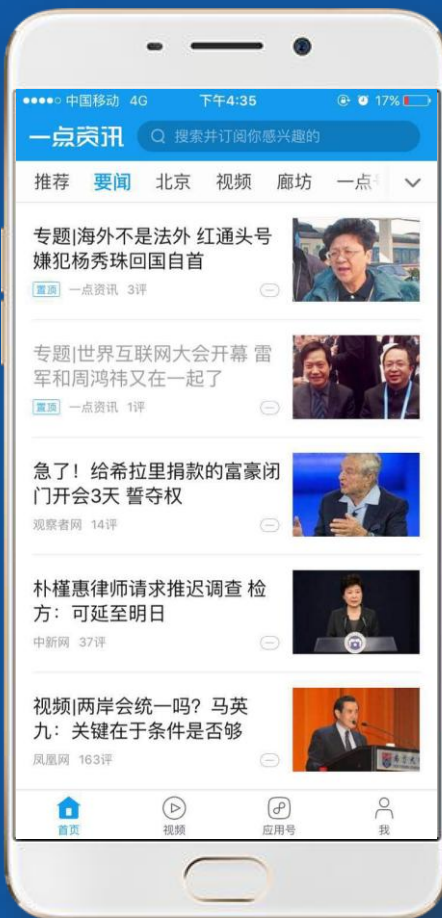 中国移动 4G 下午4:35 17%
一点资讯 搜索并订阅你感兴趣的
推荐 要闻 北京 视频 廊坊 一点
专题|海外不是法外 红通头号
嫌犯杨秀珠回国自首
置顶 一点资讯 3评
专题|世界互联网大会开幕 雷
军和周鸿祎又在一起了
置顶 一点资讯 1评
急了！给希拉里捐款的富豪闭
门开会3天 誓夺权
观察者网 14评
朴槿惠律师请求推迟调查 检
方：可延至明日
中新网 37评
视频|两岸会统一吗？马英
九：关键在于条件是否够
凤凰网 163评
首页 视频 应用号 我